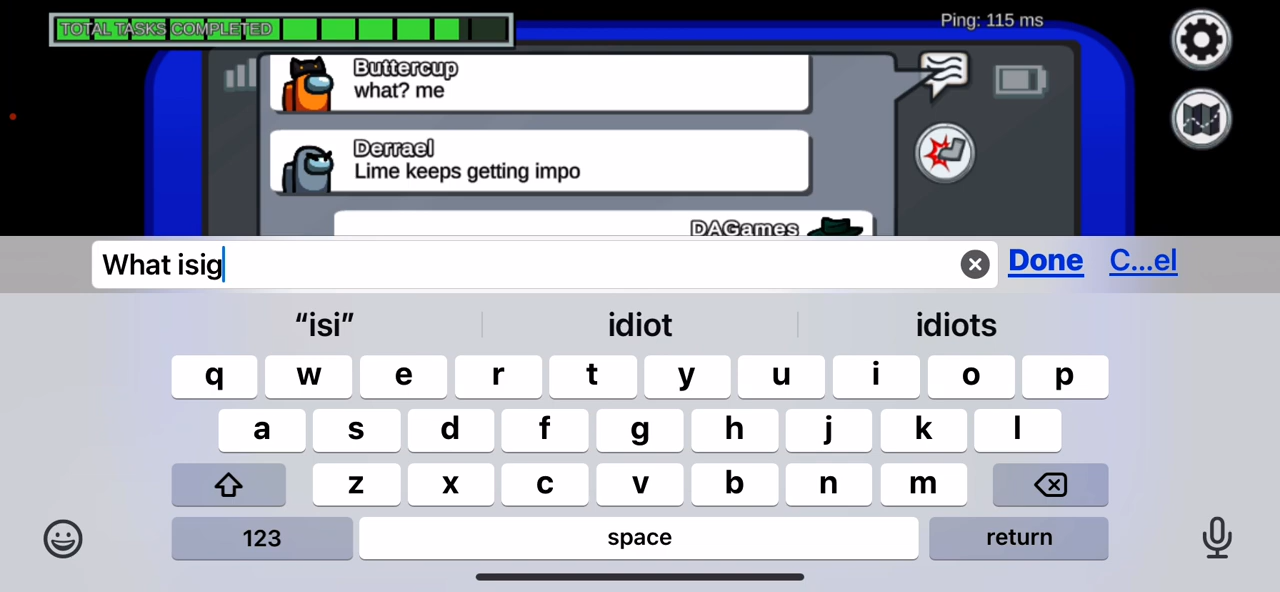 TOTAL TASKS COMPLETED
Ping: 115 ms
Buttercup
what? me
Derrael
Lime keeps getting impo
DAGames
What isig
Done
C...el
“isi”
idiot
idiots
q w e r t y u i o p
a s d f g h j k l
z x c v b n m
123
space
return